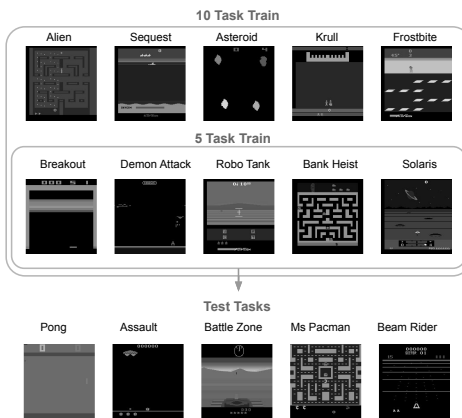 10 Task Train
Alien Sequest Asteroid Krull Frostbite
5 Task Train
Breakout Demon Attack Robo Tank Bank Heist Solaris
Test Tasks
Pong Assault Battle Zone Ms Pacman Beam Rider